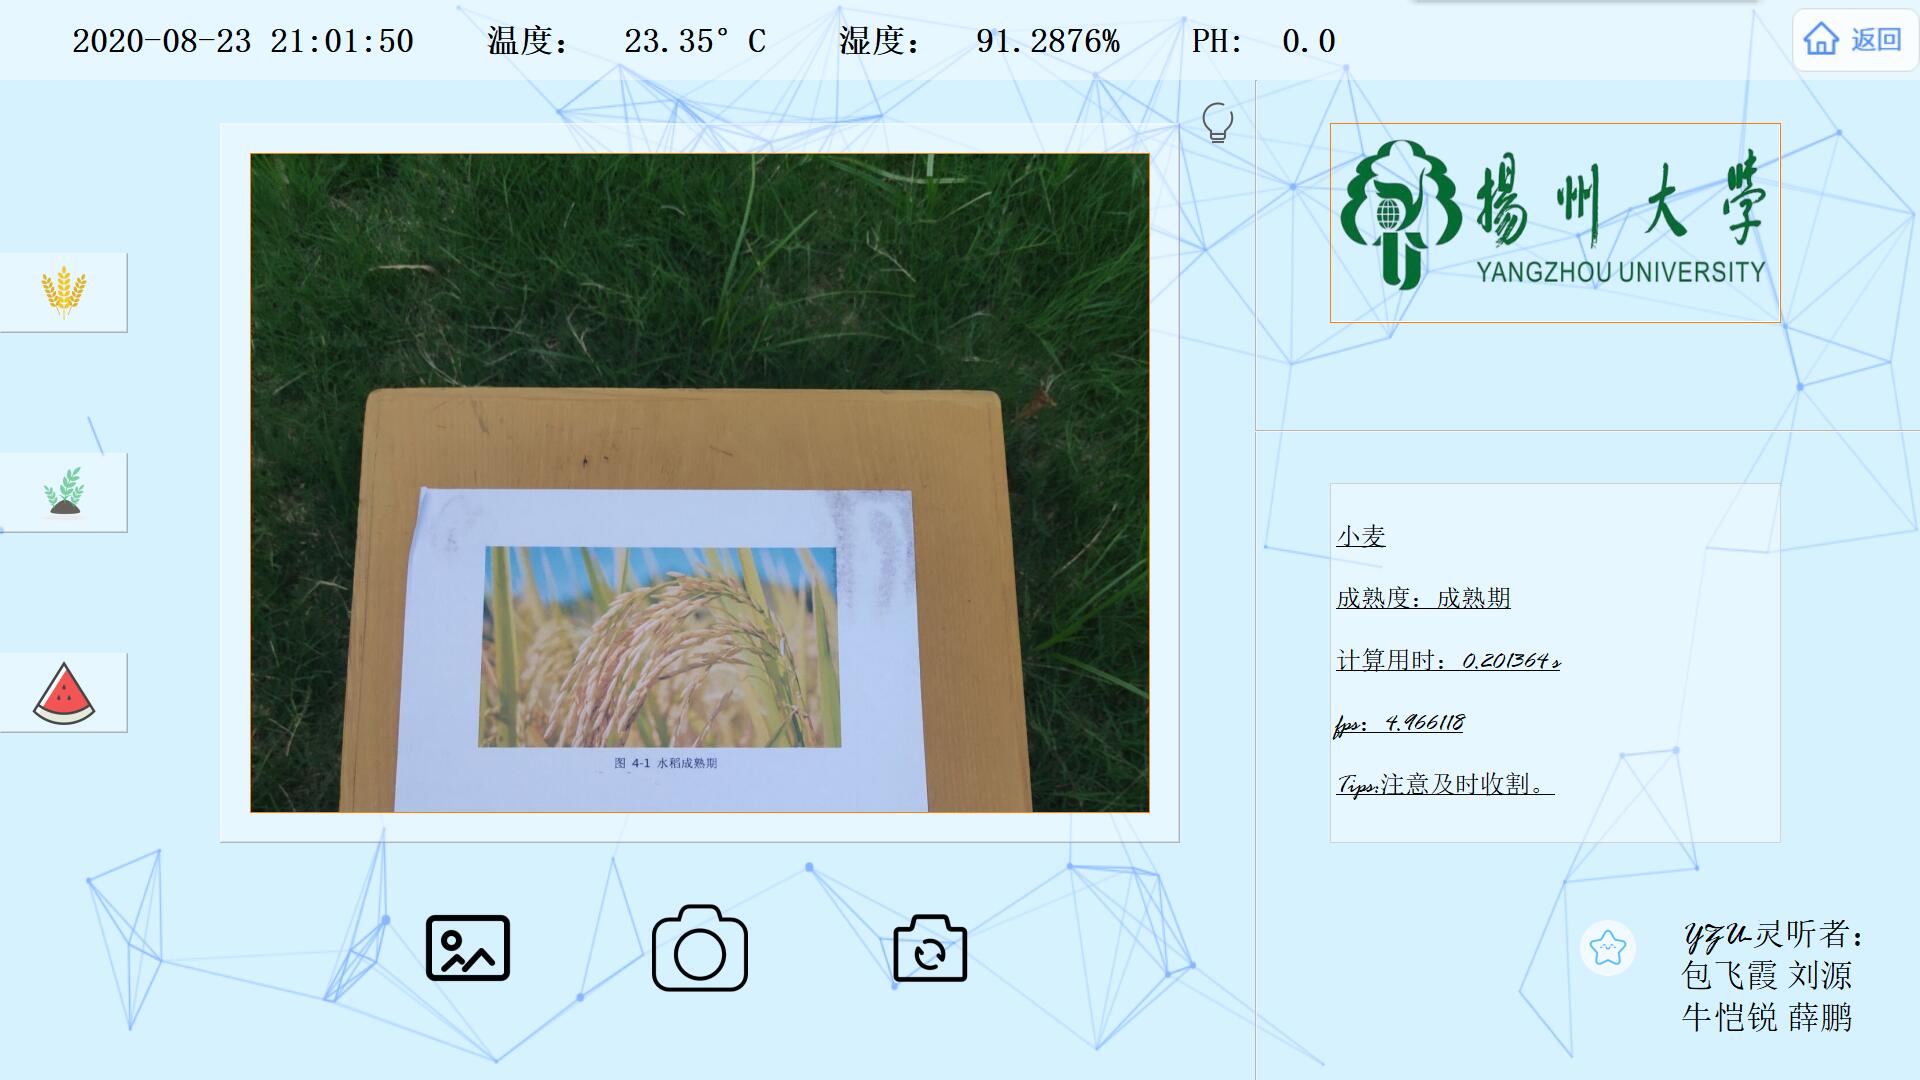 2020-08-23 21:01:50 温度： 23.35° C 湿度： 91.2876% PH: 0.0
返回
揚州大學
YANGZHOU UNIVERSITY
小麦
成熟度：成熟期
计算用时：0.201364s
fps：4.966118
Tips:注意及时收割。
图 4-1 水稻成熟期
YZU-灵听者：
包飞霞 刘源
牛恺锐 薛鹏